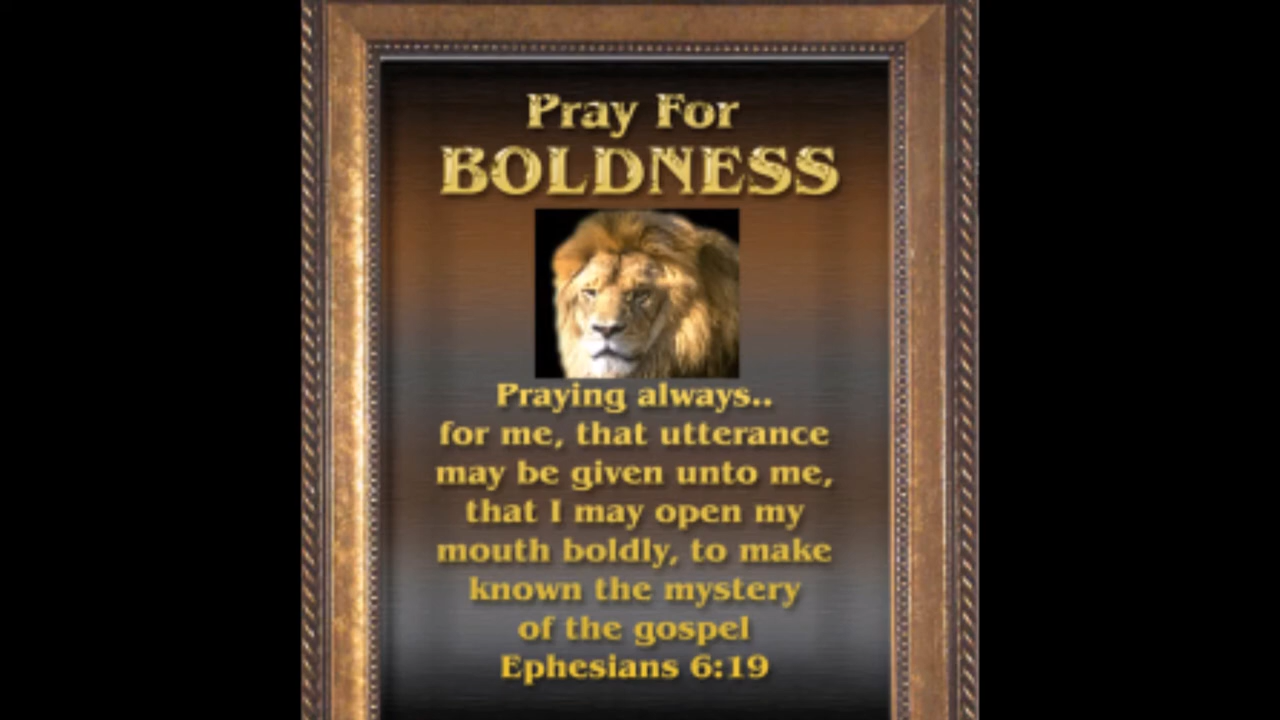 Pray For
BOLDNESS
Praying always..
for me, that utterance
may be given unto me,
that I may open my
mouth boldly, to make
known the mystery
of the gospel
Ephesians 6:19